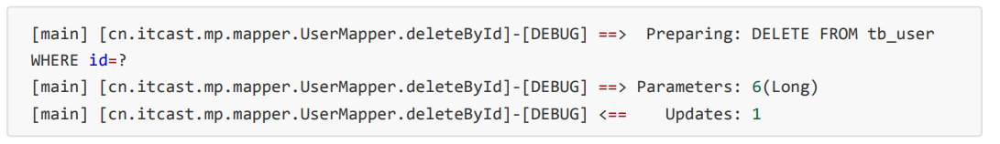 [main] [cn.itcast.mp.mapper.UserMapper.deleteById]-[DEBUG] ==>  Preparing: DELETE FROM tb_user
WHERE id=?
[main] [cn.itcast.mp.mapper.UserMapper.deleteById]-[DEBUG] ==> Parameters: 6(Long)
[main] [cn.itcast.mp.mapper.UserMapper.deleteById]-[DEBUG] <==    Updates: 1